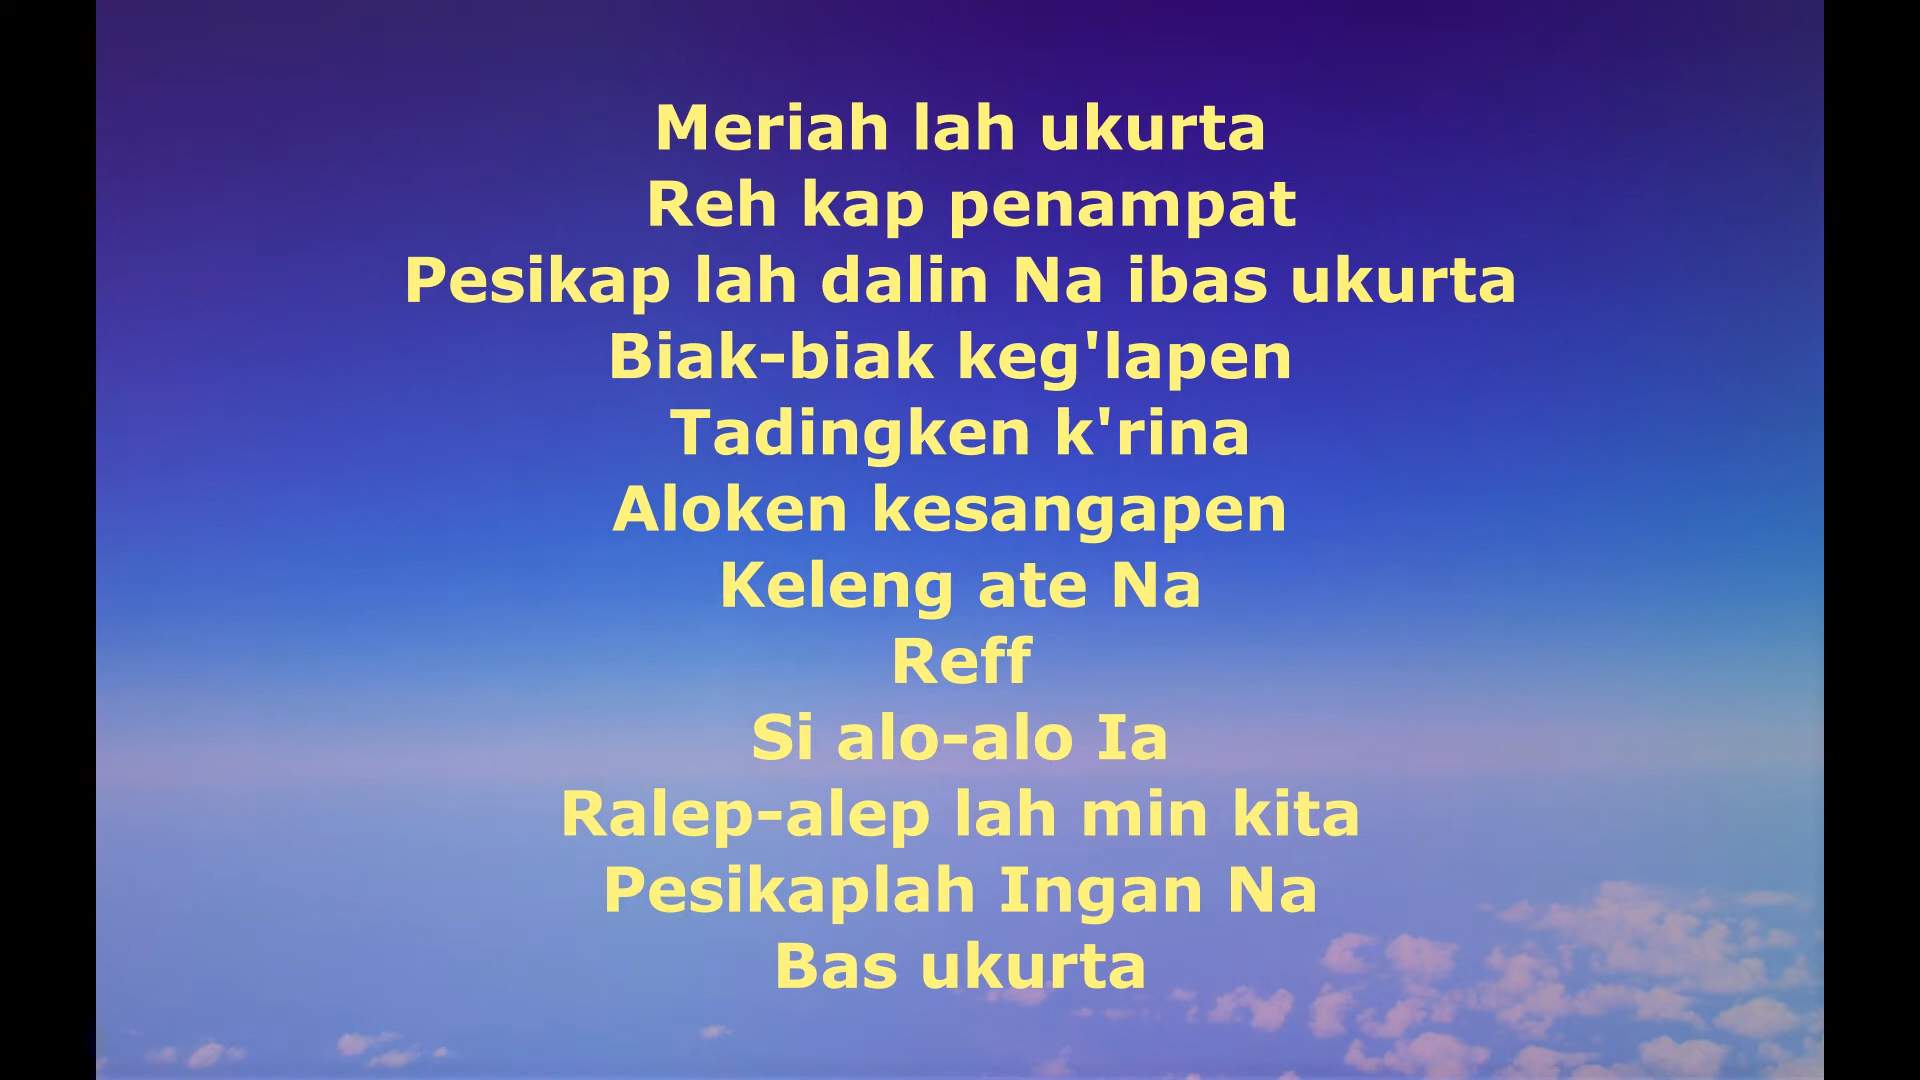 Meriah lah ukurta
Reh kap penampat
Pesikap lah dalin Na ibas ukurta
Biak-biak keg'lapen
Tadingken k'rina
Aloken kesangapen
Keleng ate Na
Reff
Si alo-alo Ia
Ralep-alep lah min kita
Pesikaplah Ingan Na
Bas ukurta